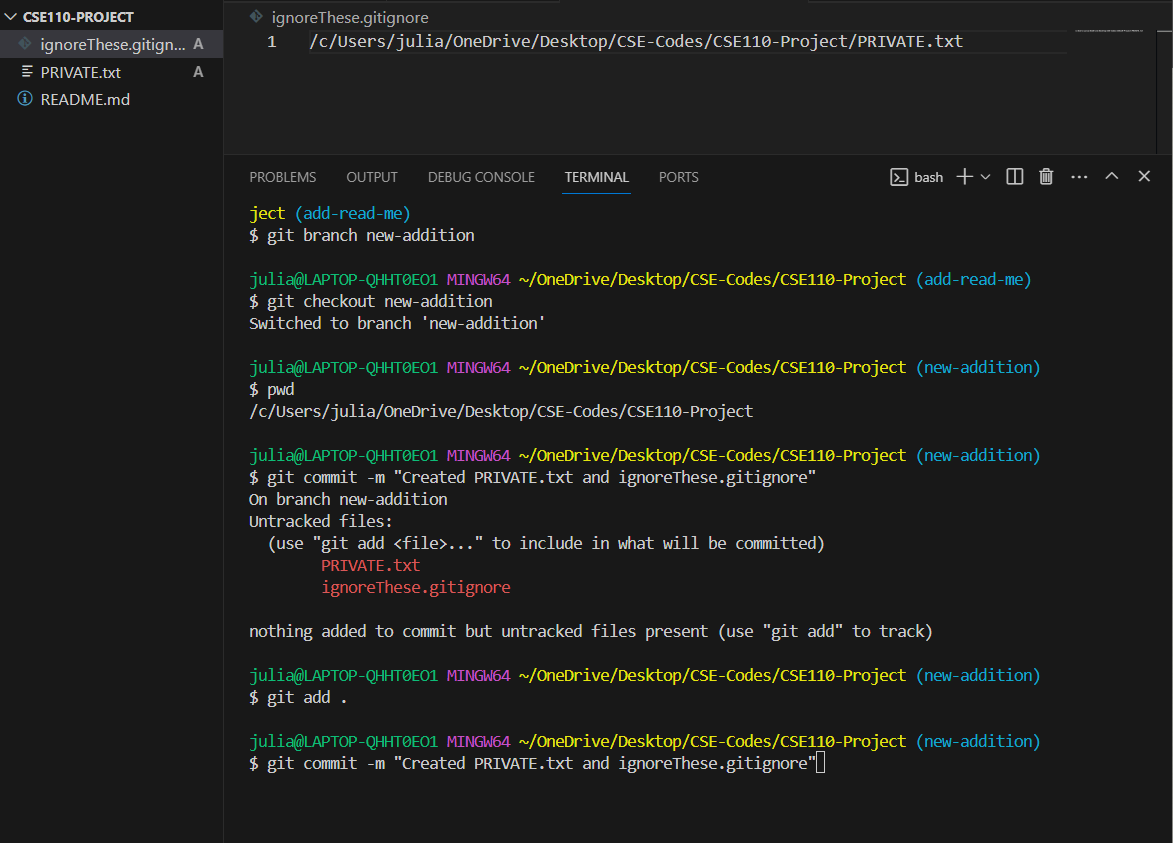 CSE110-PROJECT
ignoreThese.gitign... A
PRIVATE.txt A
README.md
ignoreThese.gitignore
1 /c/Users/julia/OneDrive/Desktop/CSE-Codes/CSE110-Project/PRIVATE.txt
PROBLEMS OUTPUT DEBUG CONSOLE TERMINAL PORTS bash
ject (add-read-me)
$ git branch new-addition
julia@LAPTOP-QHHT0EO1 MINGW64 ~/OneDrive/Desktop/CSE-Codes/CSE110-Project (add-read-me)
$ git checkout new-addition
Switched to branch 'new-addition'
julia@LAPTOP-QHHT0EO1 MINGW64 ~/OneDrive/Desktop/CSE-Codes/CSE110-Project (new-addition)
$ pwd
/c/Users/julia/OneDrive/Desktop/CSE-Codes/CSE110-Project
julia@LAPTOP-QHHT0EO1 MINGW64 ~/OneDrive/Desktop/CSE-Codes/CSE110-Project (new-addition)
$ git commit -m "Created PRIVATE.txt and ignoreThese.gitignore"
On branch new-addition
Untracked files:
(use "git add <file>..." to include in what will be committed)
PRIVATE.txt
ignoreThese.gitignore
nothing added to commit but untracked files present (use "git add" to track)
julia@LAPTOP-QHHT0EO1 MINGW64 ~/OneDrive/Desktop/CSE-Codes/CSE110-Project (new-addition)
$ git add .
julia@LAPTOP-QHHT0EO1 MINGW64 ~/OneDrive/Desktop/CSE-Codes/CSE110-Project (new-addition)
$ git commit -m "Created PRIVATE.txt and ignoreThese.gitignore"